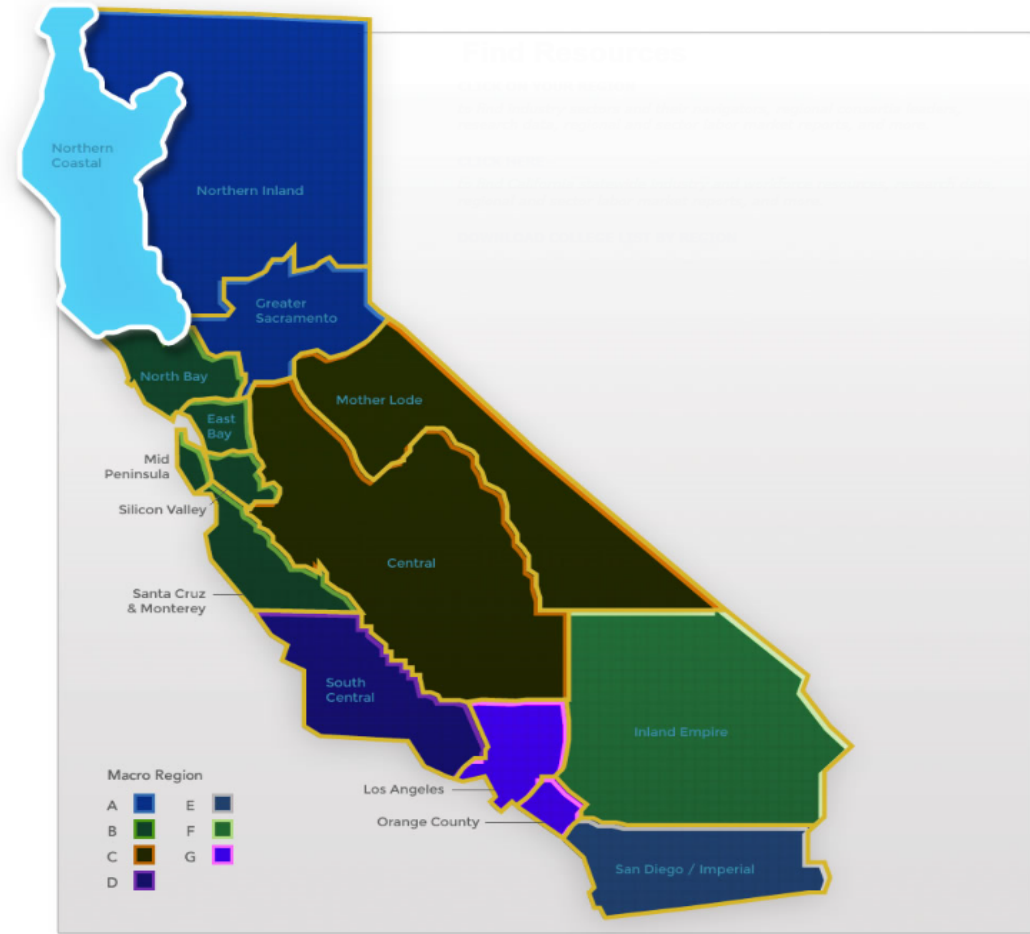 Find Resources
Northern
Coastal
Northern Inland
Greater
Sacramento
North Bay
Mother Lode
East
Bay
Mid
Peninsula
Silicon Valley
Central
Santa Cruz
& Monterey
South
Central
Inland Empire
Los Angeles
Orange County
San Diego / Imperial
Macro Region
A E
B F
C G
D